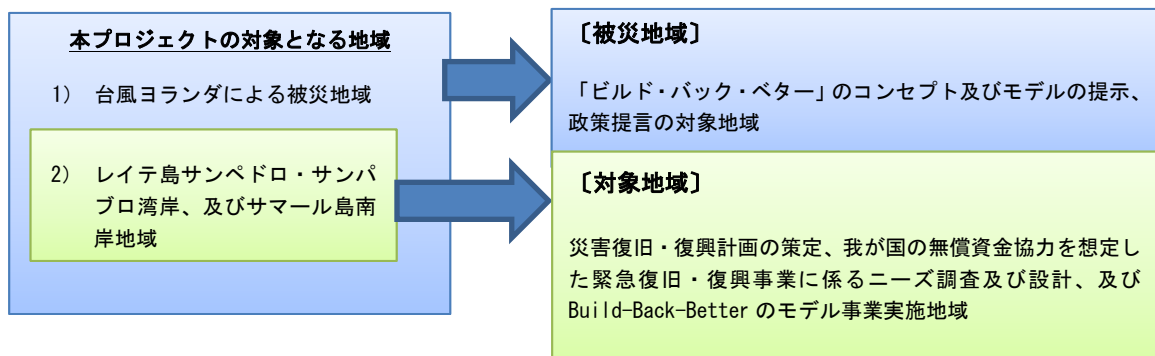 本プロジェクトの対象となる地域
1) 台風ヨランダによる被災地域
2) レイテ島サンペドロ・サンパ
ブロ湾岸、及びサマール島南
岸地域
〔被災地域〕
「ビルド・バック・ベター」のコンセプト及びモデルの提示、
政策提言の対象地域
〔対象地域〕
災害復旧・復興計画の策定、我が国の無償資金協力を想定し
た緊急復旧・復興事業に係るニーズ調査及び設計、及び
Build-Back-Better のモデル事業実施地域